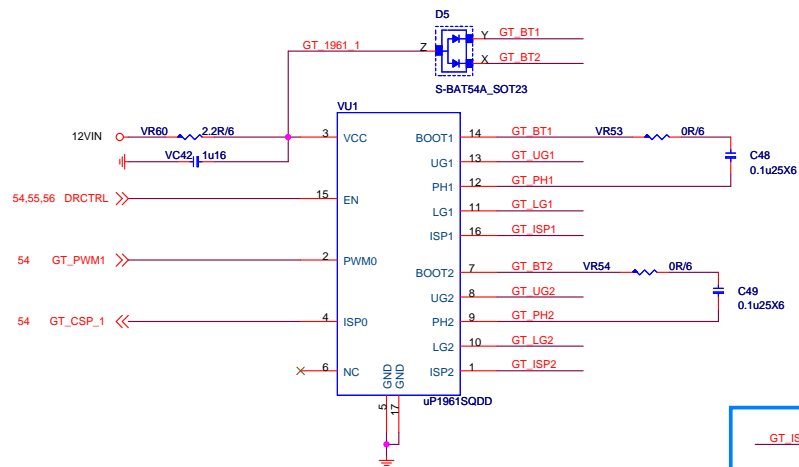 D5
GT_1961_1 Z Y GT_BT1
X GT_BT2
S-BAT54A_SOT23
VU1
12VIN VR60 2.2R/6 3 VCC BOOT1 14 GT_BT1 VR53 0R/6
VC42 1u16 UG1 13 GT_UG1 C48
0.1u25X6
PH1 12 GT_PH1
54,55,56 DRCTRL 15 EN LG1 11 GT_LG1
ISP1 16 GT_ISP1
54 GT_PWM1 2 PWM0 BOOT2 7 GT_BT2 VR54 0R/6
UG2 8 GT_UG2 C49
0.1u25X6
54 GT_CSP_1 4 ISP0 PH2 9 GT_PH2
LG2 10 GT_LG2
6 NC GND GND ISP2 1 GT_ISP2
5 17 uP1961SQDD
GT_IS